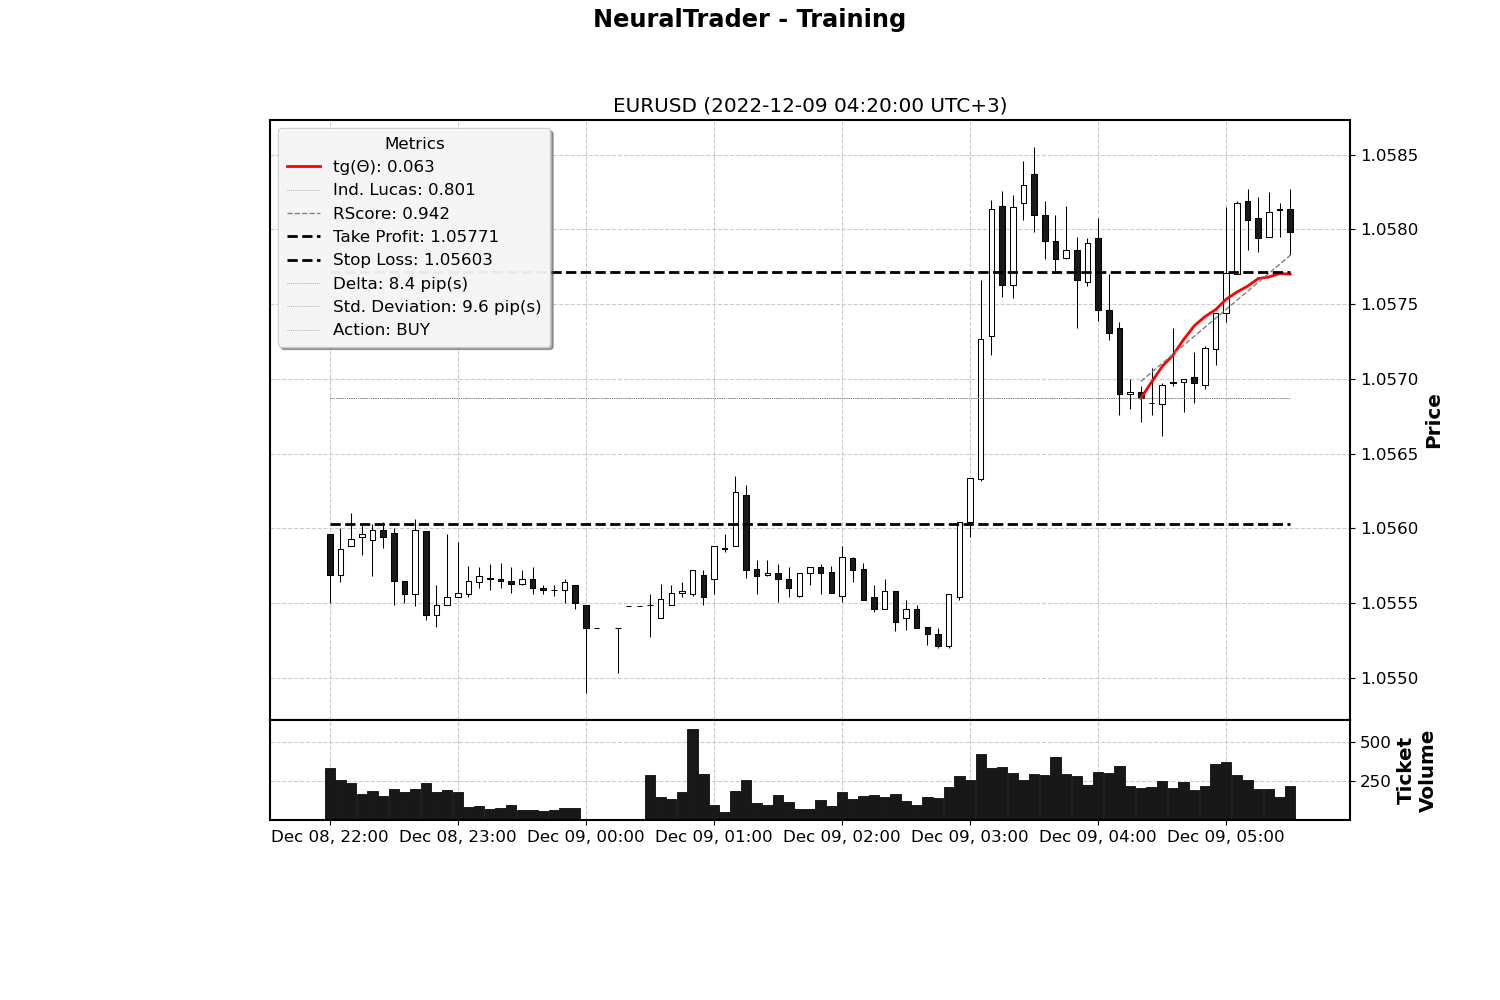 NeuralTrader - Training
EURUSD (2022-12-09 04:20:00 UTC+3)
Metrics
tg(Θ): 0.063
Ind. Lucas: 0.801
RScore: 0.942
Take Profit: 1.05771
Stop Loss: 1.05603
Delta: 8.4 pip(s)
Std. Deviation: 9.6 pip(s)
Action: BUY
1.0585
1.0580
1.0575
1.0570
1.0565
1.0560
1.0555
1.0550
Price
500
250
Ticket
Volume
Dec 08, 22:00 Dec 08, 23:00 Dec 09, 00:00 Dec 09, 01:00 Dec 09, 02:00 Dec 09, 03:00 Dec 09, 04:00 Dec 09, 05:00